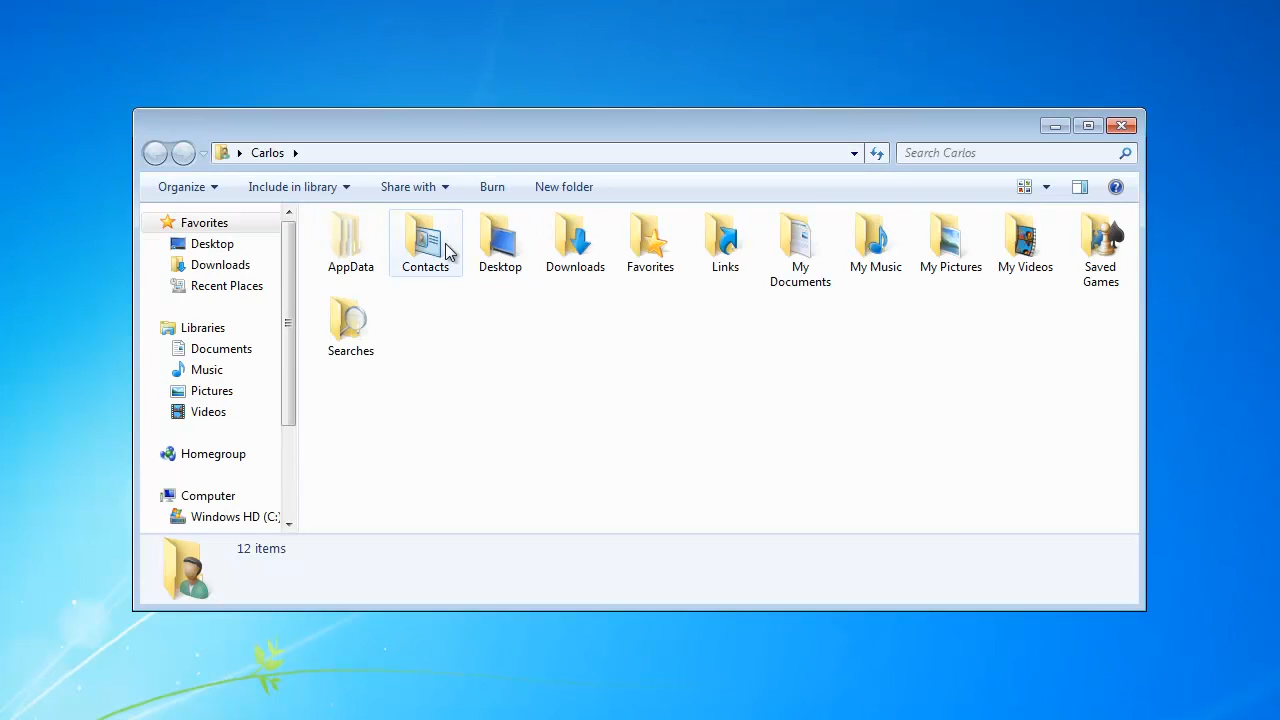 Carlos
Search Carlos
Organize
Include in library
Share with
Burn
New folder
Favorites
Desktop
Downloads
Recent Places
Libraries
Documents
Music
Pictures
Videos
Homegroup
Computer
Windows HD (C:)
AppData
Contacts
Desktop
Downloads
Favorites
Links
My
Documents
My Music
My Pictures
My Videos
Saved
Games
Searches
12 items